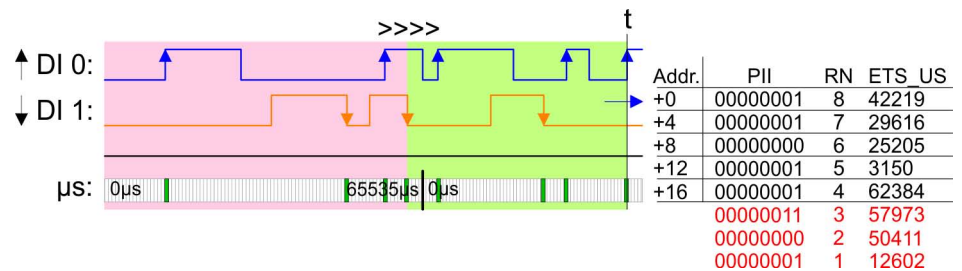 >>>> t
↑ DI 0:
↓ DI 1:
µs: 0µs 65535µs 0µs
Addr. PII RN ETS_US
+0 00000001 8 42219
+4 00000001 7 29616
+8 00000000 6 25205
+12 00000001 5 3150
+16 00000001 4 62384
00000011 3 57973
00000000 2 50411
00000001 1 12602